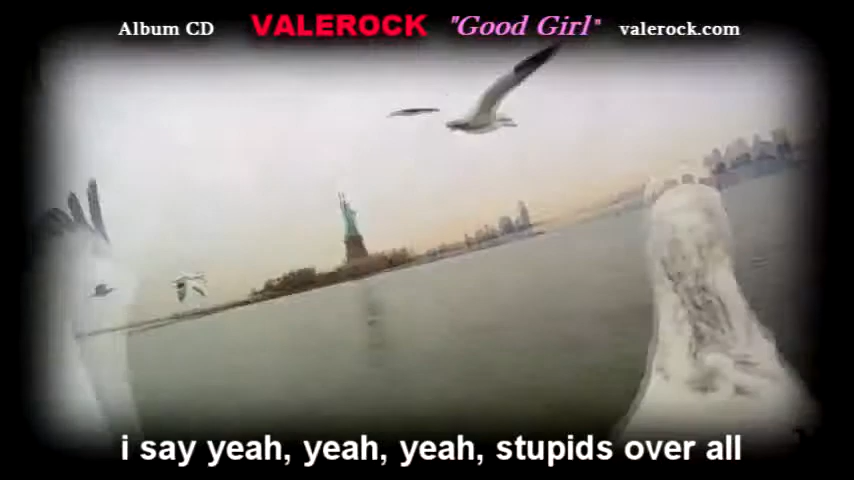 Album CD VALEROCK "Good Girl" valerock.com
i say yeah, yeah, yeah, stupids over all